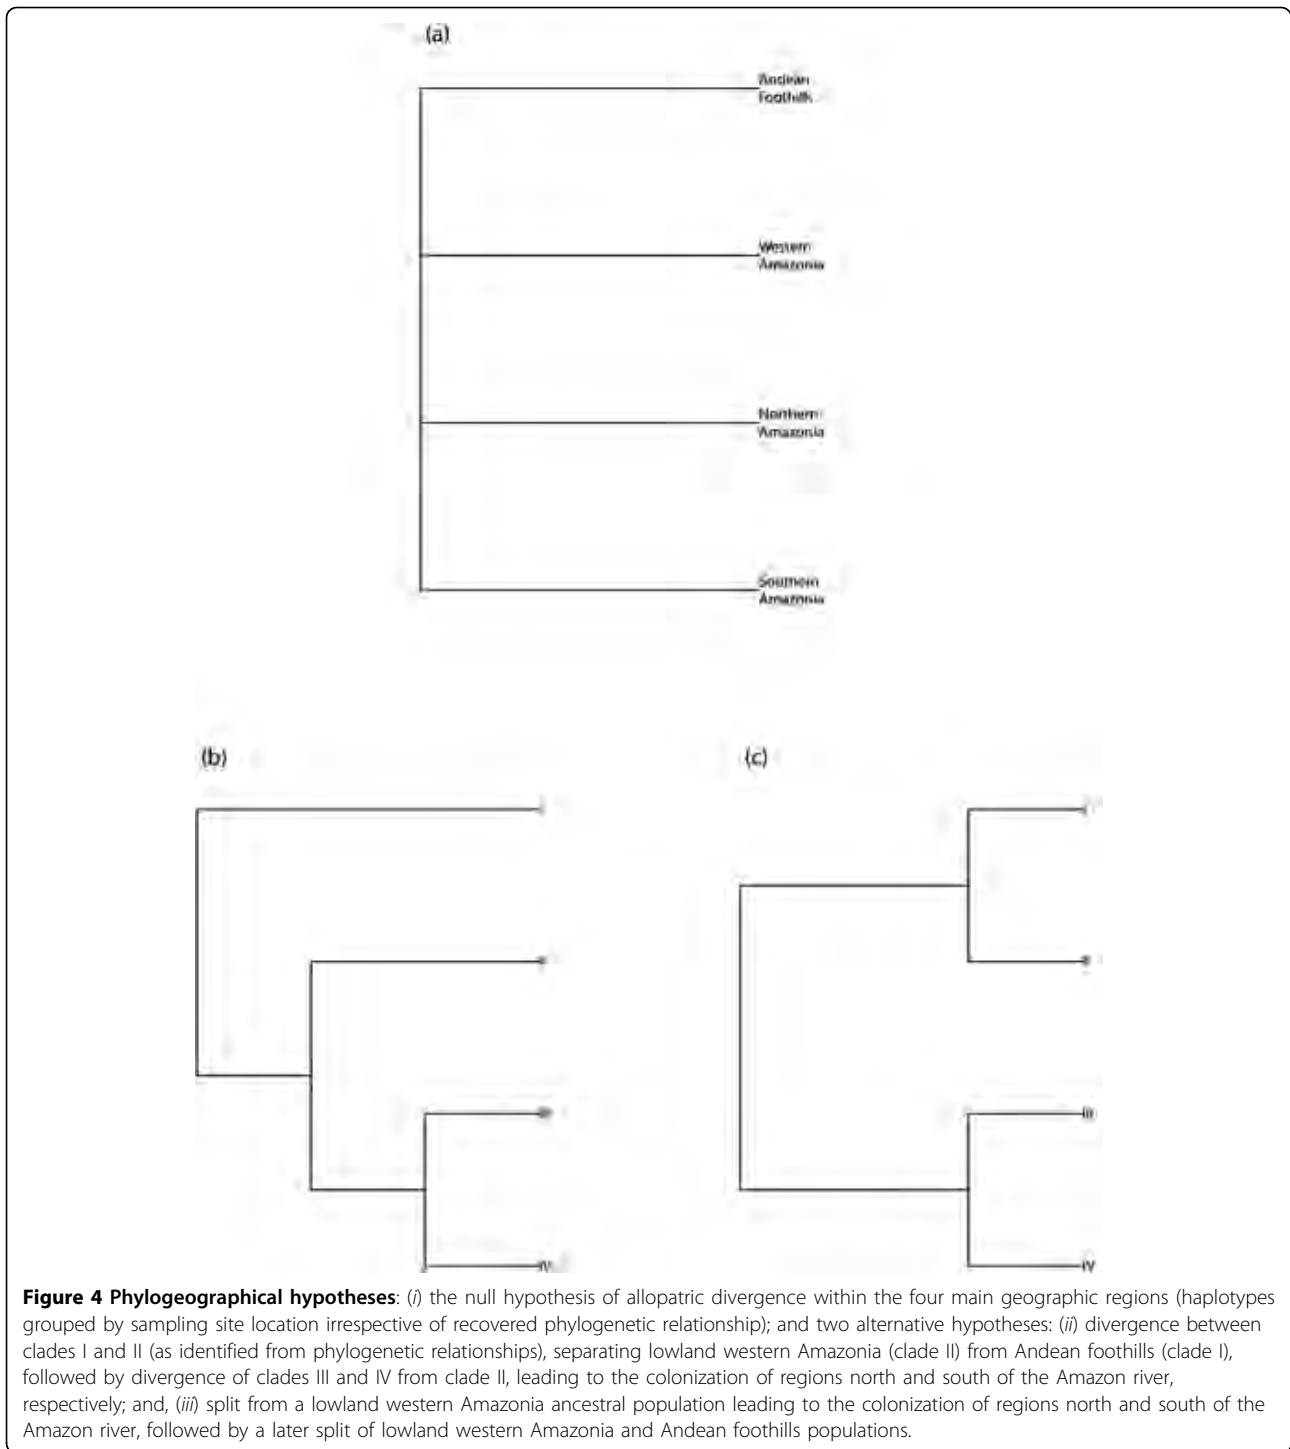 (a)
Andean
Foothills
Western
Amazonia
Northern
Amazonia
Southern
Amazonia
(b)
(c)
I
I
II
II
III
III
IV
IV
Figure 4 Phylogeographical hypotheses: (i) the null hypothesis of allopatric divergence within the four main geographic regions (haplotypes
grouped by sampling site location irrespective of recovered phylogenetic relationship); and two alternative hypotheses: (ii) divergence between
clades I and II (as identified from phylogenetic relationships), separating lowland western Amazonia (clade II) from Andean foothills (clade I),
followed by divergence of clades III and IV from clade II, leading to the colonization of regions north and south of the Amazon river,
respectively; and, (iii) split from a lowland western Amazonia ancestral population leading to the colonization of regions north and south of the
Amazon river, followed by a later split of lowland western Amazonia and Andean foothills populations.